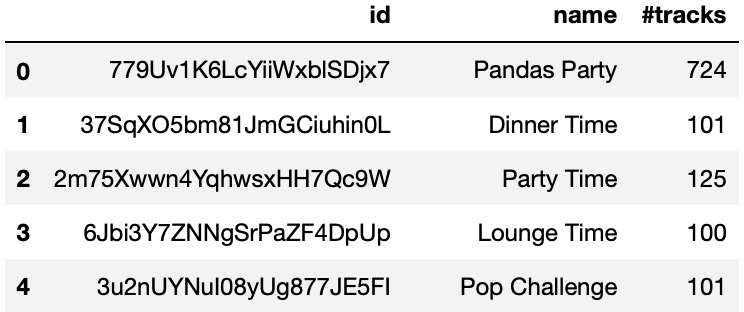 id name #tracks
0 779Uv1K6LcYiiWxblSDjx7 Pandas Party 724
1 37SqXO5bm81JmGCiuhin0L Dinner Time 101
2 2m75Xwwn4YqhwsxHH7Qc9W Party Time 125
3 6Jbi3Y7ZNNgSrPaZF4DpUp Lounge Time 100
4 3u2nUYNuI08yUg877JE5FI Pop Challenge 101